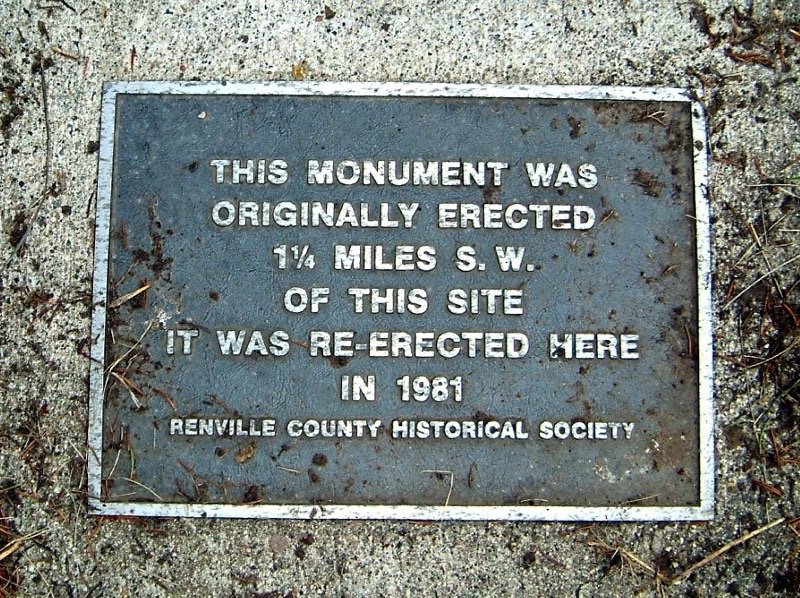 THIS MONUMENT WAS
ORIGINALLY ERECTED
1¼ MILES S. W.
OF THIS SITE
IT WAS RE-ERECTED HERE
IN 1981
RENVILLE COUNTY HISTORICAL SOCIETY